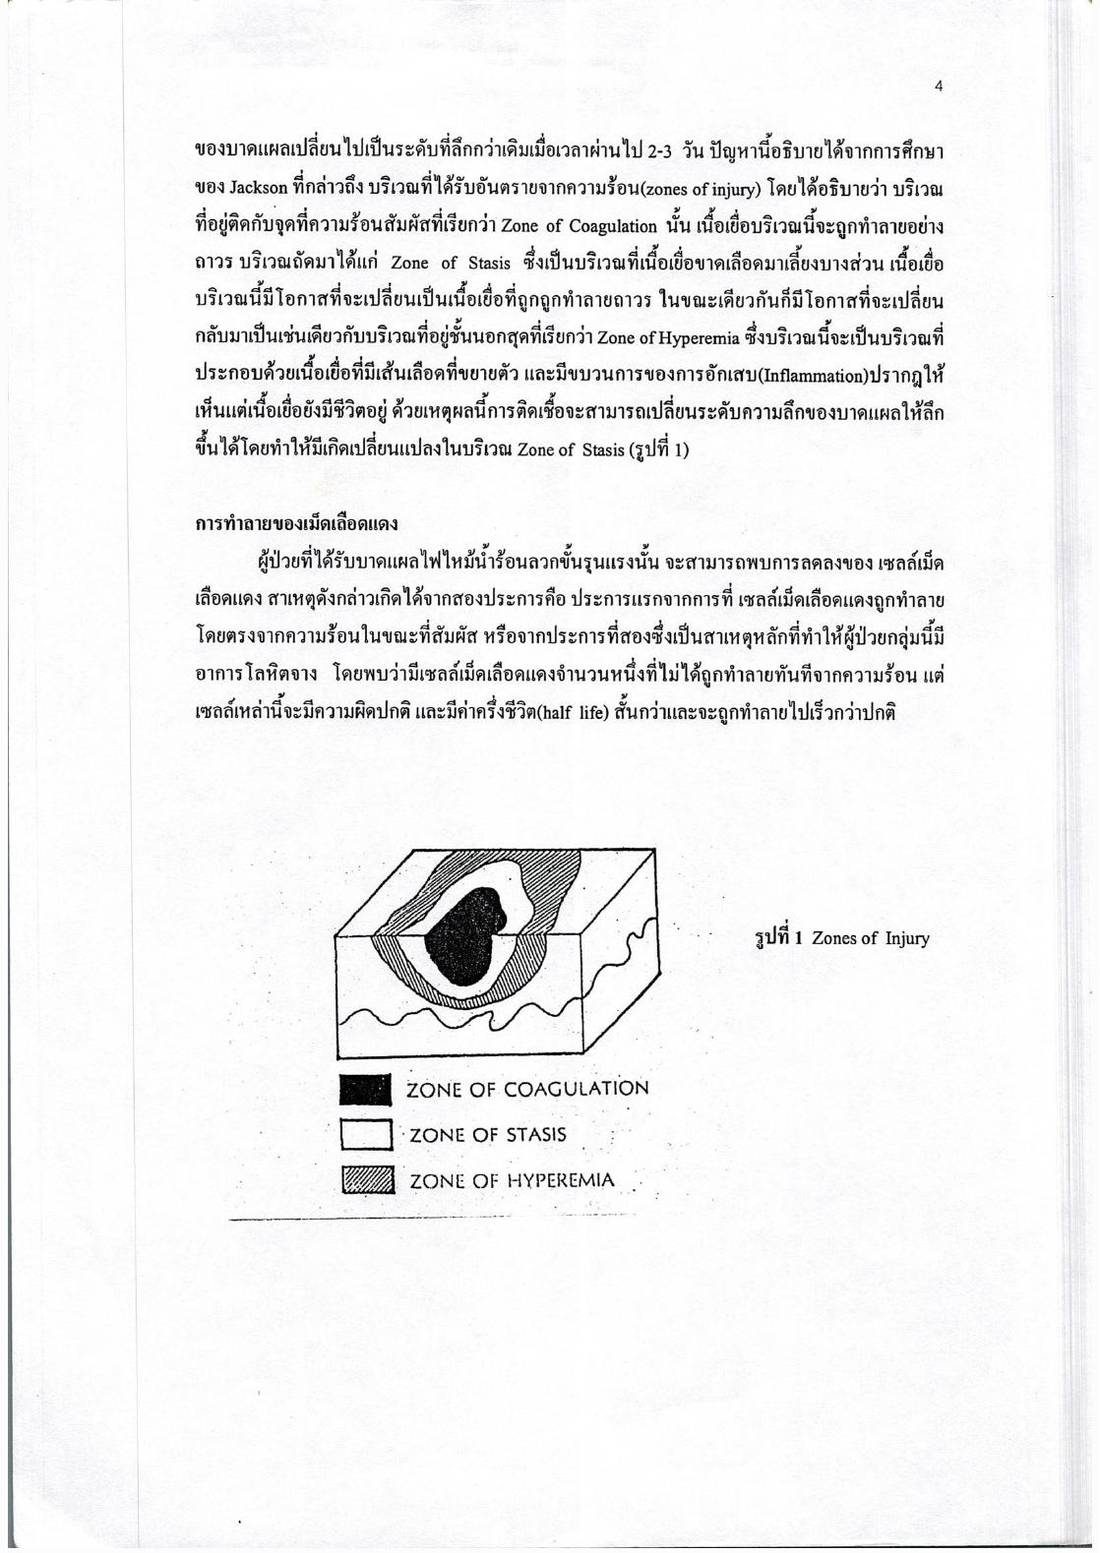 4
ของบาดแผลเปลี่ยนไปเป็นระดับที่ลึกกว่าเดิมเมื่อเวลาผ่านไป 2-3 วัน ปัญหานี้อธิบายได้จากการศึกษา
ของ Jackson ที่กล่าวถึง บริเวณที่ได้รับอันตรายจากความร้อน(zones of injury) โดยได้อธิบายว่า บริเวณ
ที่อยู่ติดกับจุดที่ความร้อนสัมผัสที่เรียกว่า Zone of Coagulation นั้น เนื้อเยื่อบริเวณนี้จะถูกทำลายอย่าง
ถาวร บริเวณถัดมาได้แก่ Zone of Stasis ซึ่งเป็นบริเวณที่เนื้อเยื่อขาดเลือดมาเลี้ยงบางส่วน เนื้อเยื่อ
บริเวณนี้มีโอกาสที่จะเปลี่ยนเป็นเนื้อเยื่อที่ถูกถูกทำลายถาวร ในขณะเดียวกันก็มีโอกาสที่จะเปลี่ยน
กลับมาเป็นเช่นเดียวกับบริเวณที่อยู่ชั้นนอกสุดที่เรียกว่า Zone of Hyperemia ซึ่งบริเวณนี้จะเป็นบริเวณที่
ประกอบด้วยเนื้อเยื่อที่มีเส้นเลือดที่ขยายตัว และมีขบวนการของการอักเสบ(Inflammation)ปรากฏให้
เห็นแต่เนื้อเยื่อยังมีชีวิตอยู่ ด้วยเหตุผลนี้การติดเชื้อจะสามารถเปลี่ยนระดับความลึกของบาดแผลให้ลึก
ขึ้นได้โดยทำให้มีเกิดเปลี่ยนแปลงในบริเวณ Zone of Stasis (รูปที่ 1)
การทำลายของเม็ดเลือดแดง
ผู้ป่วยที่ได้รับบาดแผลไฟไหม้น้ำร้อนลวกขั้นรุนแรงนั้น จะสามารถพบการลดลงของ เซลล์เม็ด
เลือดแดง สาเหตุดังกล่าวเกิดได้จากสองประการคือ ประการแรกจากการที่ เซลล์เม็ดเลือดแดงถูกทำลาย
โดยตรงจากความร้อนในขณะที่สัมผัส หรือจากประการที่สองซึ่งเป็นสาเหตุหลักที่ทำให้ผู้ป่วยกลุ่มนี้มี
อาการโลหิตจาง โดยพบว่ามีเซลล์เม็ดเลือดแดงจำนวนหนึ่งที่ไม่ได้ถูกทำลายทันทีจากความร้อน แต่
เซลล์เหล่านี้จะมีความผิดปกติ และมีค่าครึ่งชีวิต(half life) สั้นกว่าและจะถูกทำลายไปเร็วกว่าปกติ
รูปที่ 1 Zones of Injury
ZONE OF COAGULATION
ZONE OF STASIS
ZONE OF HYPEREMIA